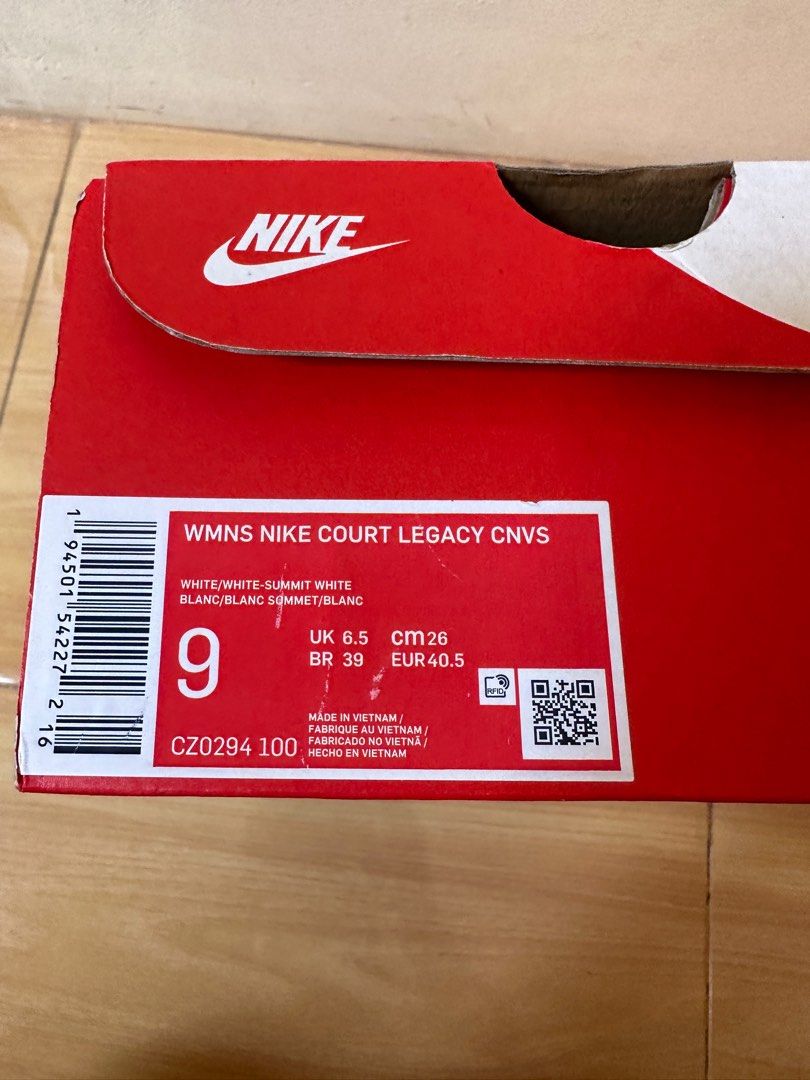 NIKE
WMNS NIKE COURT LEGACY CNVS
WHITE/WHITE-SUMMIT WHITE
BLANC/BLANC SOMMET/BLANC
9
UK 6.5 cm 26
BR 39 EUR 40.5
RFID
MADE IN VIETNAM /
FABRIQUE AU VIETNAM /
FABRICADO NO VIETNÃ /
HECHO EN VIETNAM
CZ0294 100
1 94501 54227 2 16